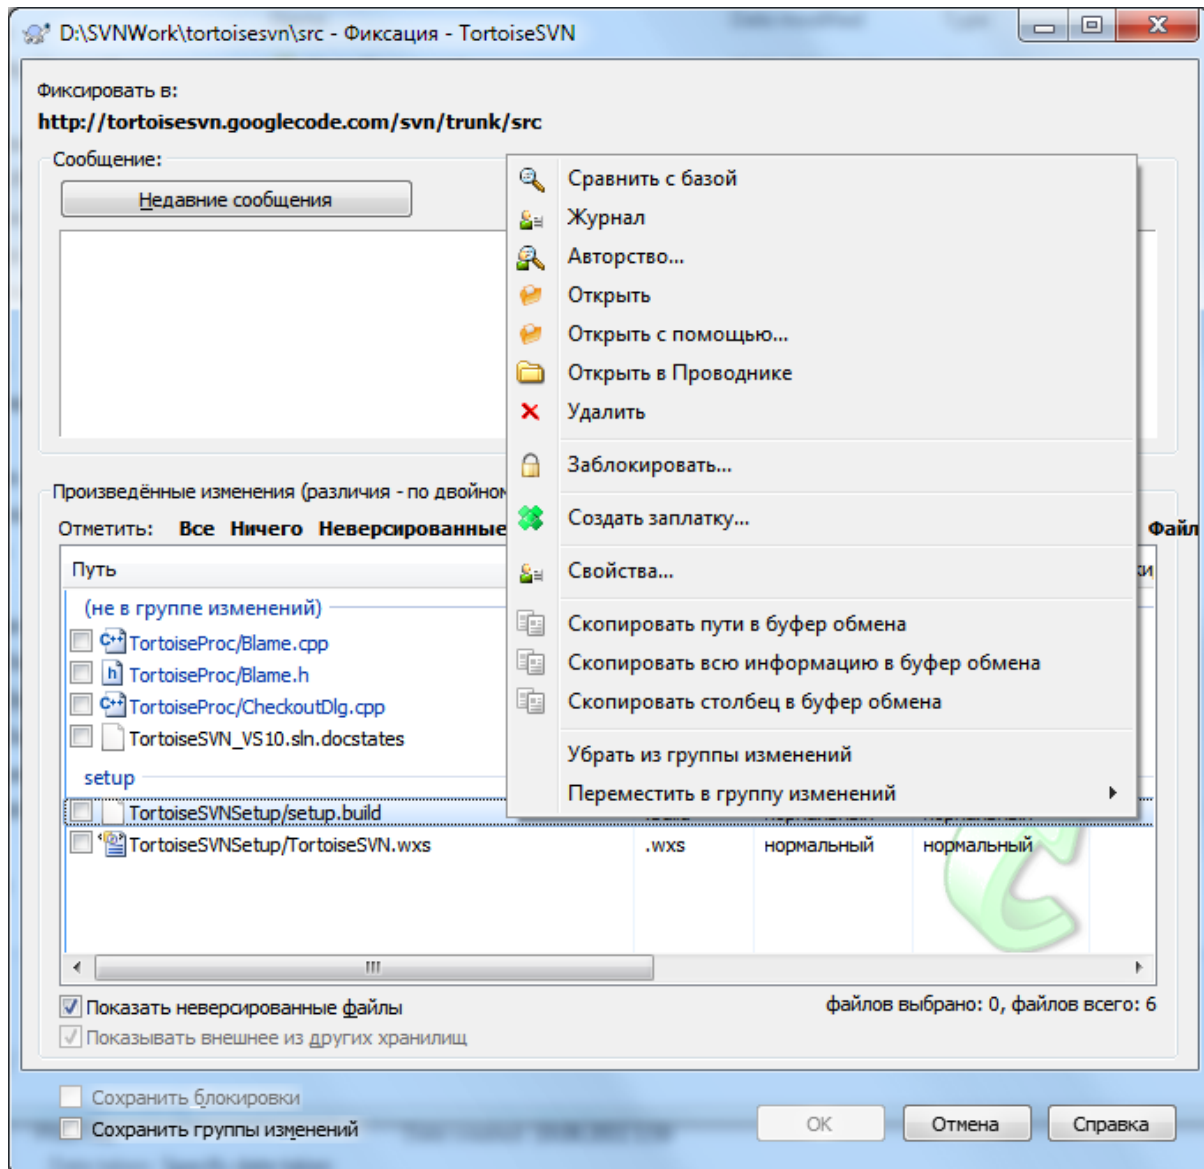 D:\SVNWork\tortoisesvn\src - Фиксация - TortoiseSVN
Фиксировать в:
http://tortoisesvn.googlecode.com/svn/trunk/src
Сообщение:
Недавние сообщения
Сравнить с базой
Журнал
Авторство...
Открыть
Открыть с помощью...
Открыть в Проводнике
Удалить
Заблокировать...
Создать заплатку...
Свойства...
Скопировать пути в буфер обмена
Скопировать всю информацию в буфер обмена
Скопировать столбец в буфер обмена
Убрать из группы изменений
Переместить в группу изменений
Произведённые изменения (различия - по двойном
Отметить: Все Ничего Неверсированные Файл
Путь
(не в группе изменений)
TortoiseProc/Blame.cpp
TortoiseProc/Blame.h
TortoiseProc/CheckoutDlg.cpp
TortoiseSVN_VS10.sln.docstates
setup
TortoiseSVNSetup/setup.build
TortoiseSVNSetup/TortoiseSVN.wxs .wxs нормальный нормальный
Показать неверсированные файлы
файлов выбрано: 0, файлов всего: 6
Показывать внешнее из других хранилищ
Сохранить блокировки
Сохранить группы изменений
OK Отмена Справка